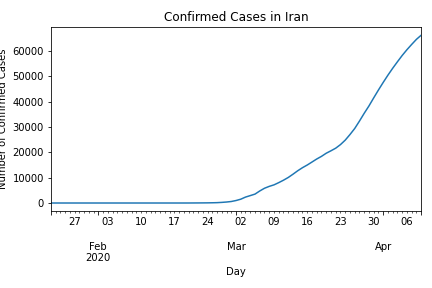 Confirmed Cases in Iran
Number of Confirmed Cases
60000
50000
40000
30000
20000
10000
0
27 03 10 17 24 02 09 16 23 30 06
Feb Mar Apr
2020
Day